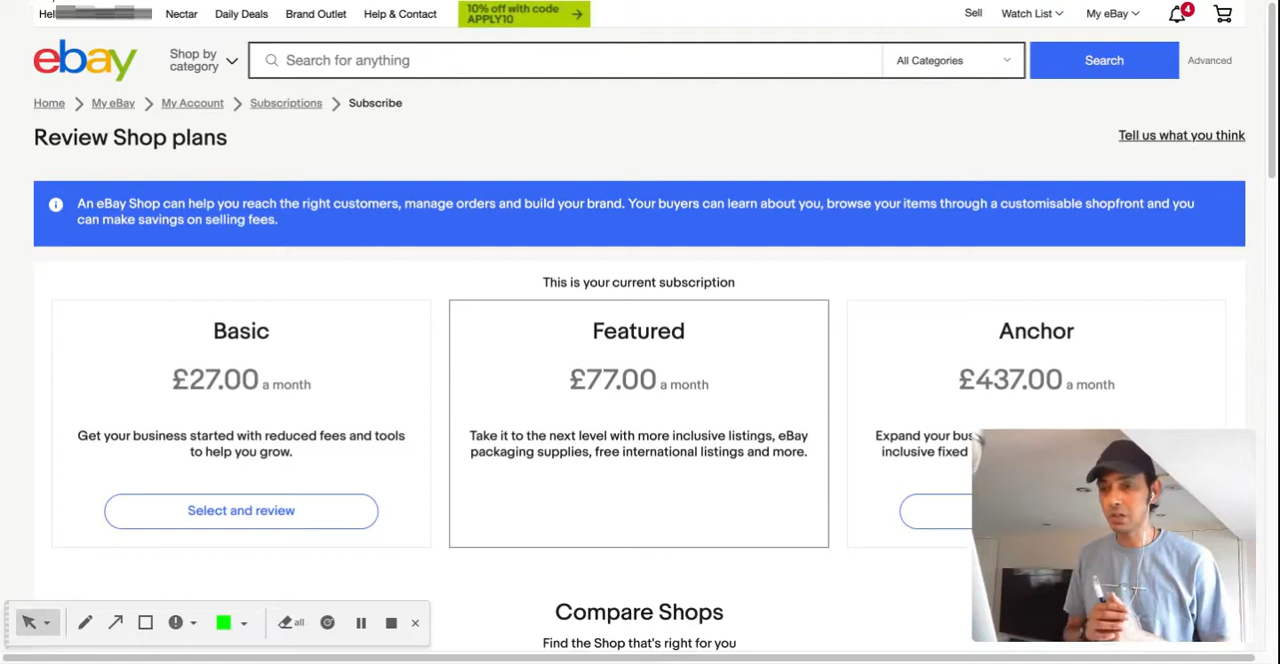 Hel
Nectar
Daily Deals
Brand Outlet
Help & Contact
10% off with code
APPLY10
Sell
Watch List
My eBay
4
ebay
Shop by
category
Search for anything
All Categories
Search
Advanced
Home
My eBay
My Account
Subscriptions
Subscribe
Review Shop plans
Tell us what you think
An eBay Shop can help you reach the right customers, manage orders and build your brand. Your buyers can learn about you, browse your items through a customisable shopfront and you
can make savings on selling fees.
This is your current subscription
Basic
£27.00 a month
Get your business started with reduced fees and tools
to help you grow.
Select and review
Featured
£77.00 a month
Take it to the next level with more inclusive listings, eBay
packaging supplies, free international listings and more.
Anchor
£437.00 a month
Expand your bus
inclusive fixed
Compare Shops
Find the Shop that's right for you
all